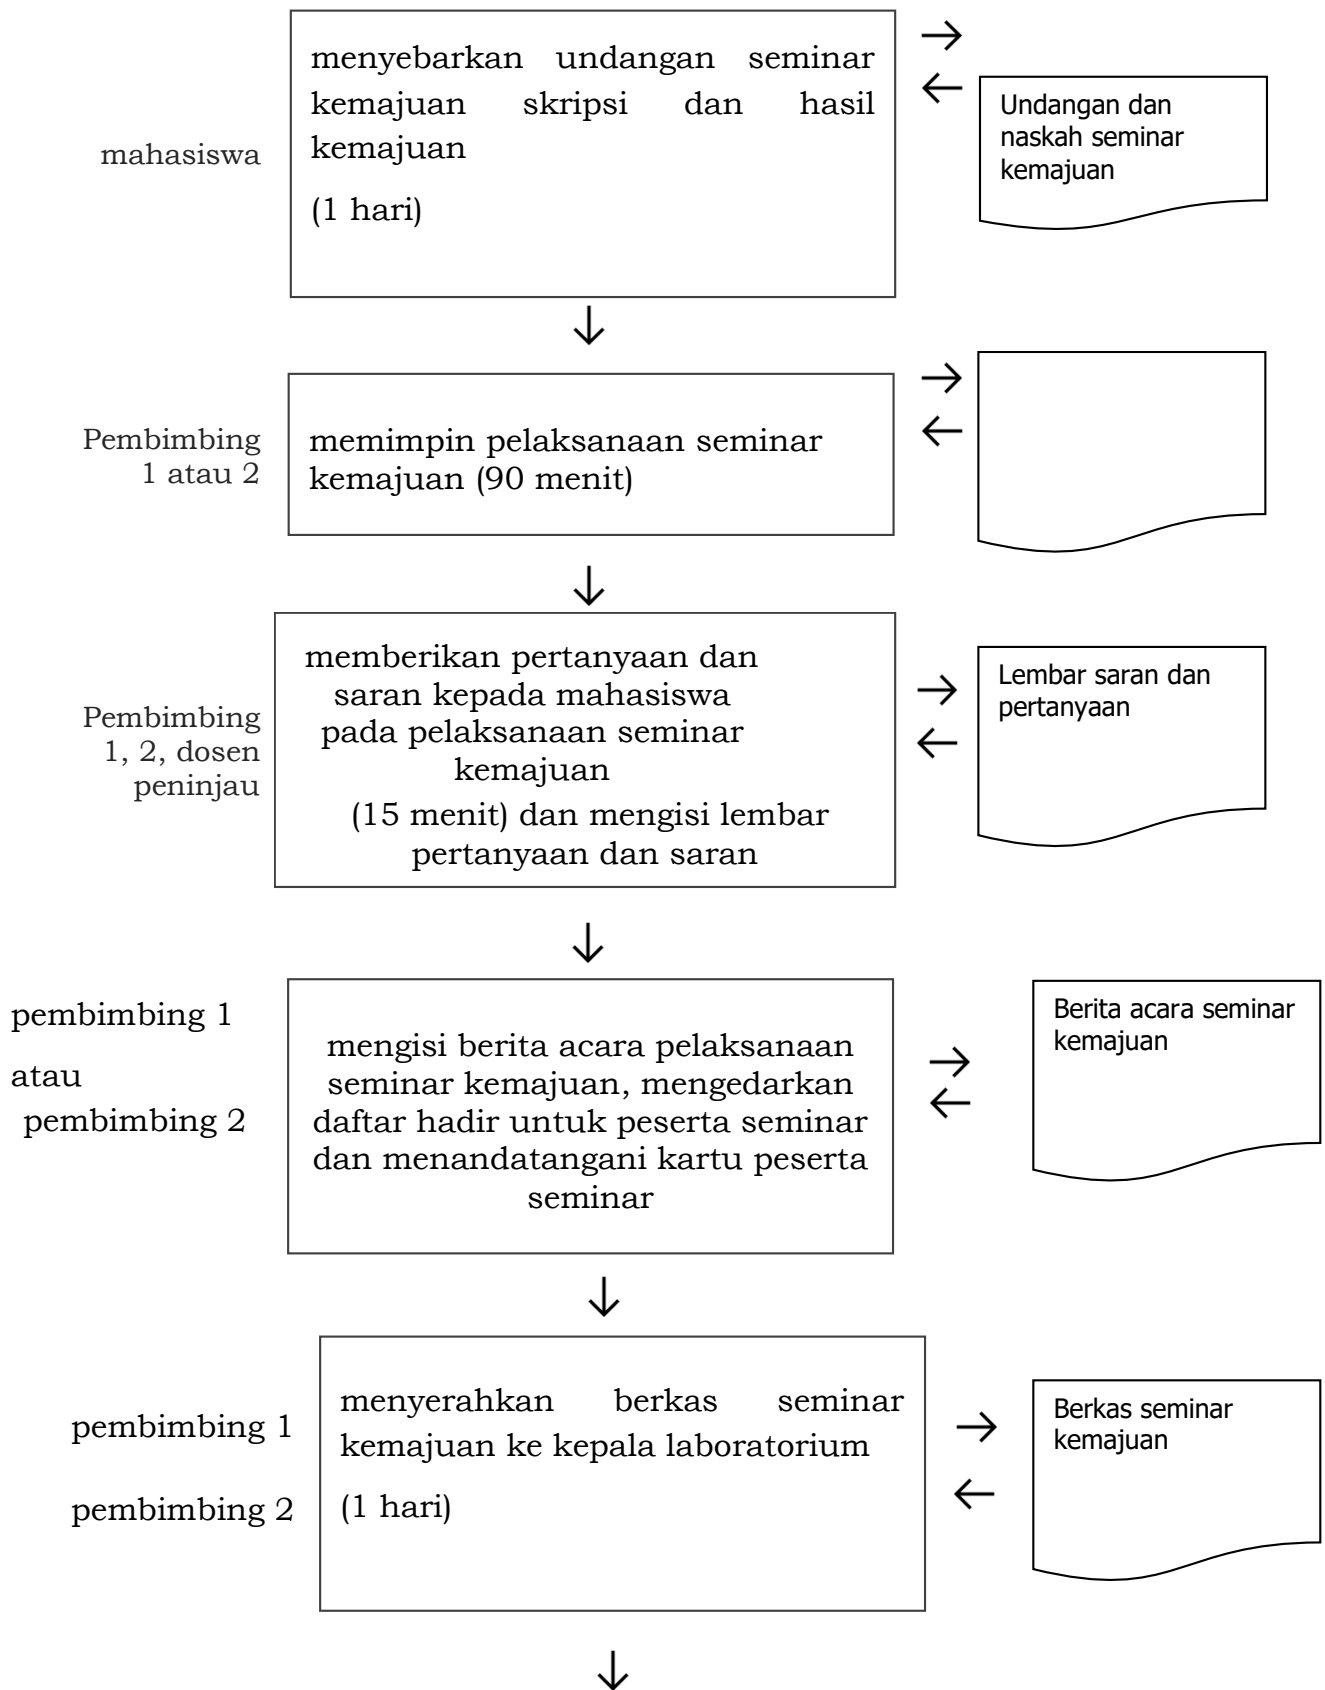 menyebarkan undangan seminar
kemajuan skripsi dan hasil
kemajuan
(1 hari)
mahasiswa
Undangan dan
naskah seminar
kemajuan
Pembimbing
1 atau 2
memimpin pelaksanaan seminar
kemajuan (90 menit)
Pembimbing
1, 2, dosen
peninjau
memberikan pertanyaan dan
saran kepada mahasiswa
pada pelaksanaan seminar
kemajuan
(15 menit) dan mengisi lembar
pertanyaan dan saran
Lembar saran dan
pertanyaan
pembimbing 1
atau
pembimbing 2
mengisi berita acara pelaksanaan
seminar kemajuan, mengedarkan
daftar hadir untuk peserta seminar
dan menandatangani kartu peserta
seminar
Berita acara seminar
kemajuan
pembimbing 1
pembimbing 2
menyerahkan berkas seminar
kemajuan ke kepala laboratorium
(1 hari)
Berkas seminar
kemajuan